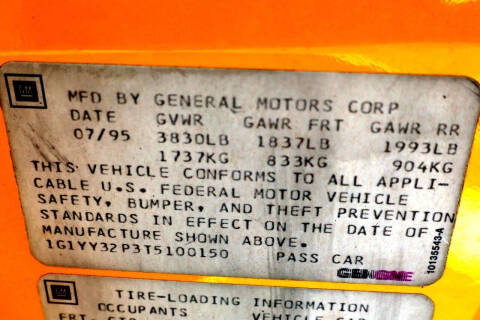 GM
MFD BY GENERAL MOTORS CORP
DATE GVWR GAWR FRT GAWR RR
07/95 3830LB 1837LB 1993LB
1737KG 833KG 904KG
THIS VEHICLE CONFORMS TO ALL APPLI-
CABLE U.S. FEDERAL MOTOR VEHICLE
SAFETY, BUMPER, AND THEFT PREVENTION
STANDARDS IN EFFECT ON THE DATE OF
MANUFACTURE SHOWN ABOVE.
1G1YY32P3T5100150 PASS CAR
10135543-A
GM
TIRE-LOADING INFORMATION
OCCUPANTS VEHICLE CAP